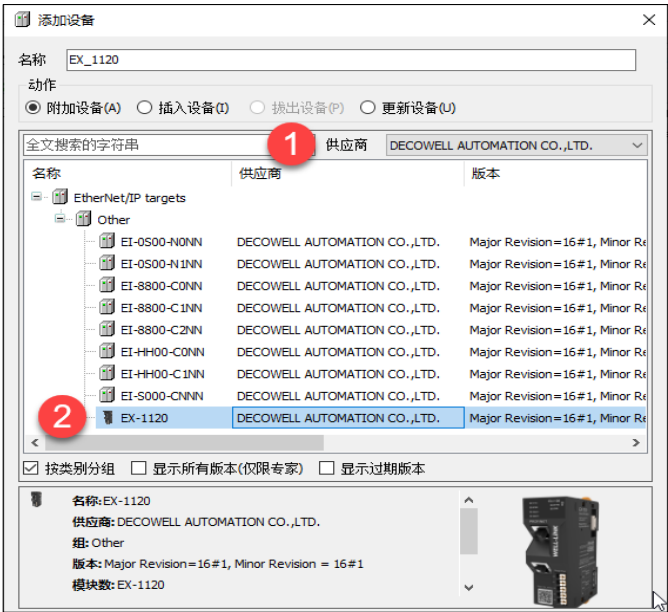 添加设备
名称 EX_1120
动作
附加设备(A) 插入设备(I) 拔出设备(P) 更新设备(U)
全文搜索的字符串 1 供应商 DECOWELL AUTOMATION CO.,LTD.
名称 供应商 版本
EtherNet/IP targets
Other
EI-0S00-N0NN DECOWELL AUTOMATION CO.,LTD. Major Revision=16#1, Minor Re
EI-0S00-N1NN DECOWELL AUTOMATION CO.,LTD. Major Revision=16#1, Minor Re
EI-8800-C0NN DECOWELL AUTOMATION CO.,LTD. Major Revision=16#1, Minor Re
EI-8800-C1NN DECOWELL AUTOMATION CO.,LTD. Major Revision=16#1, Minor Re
EI-8800-C2NN DECOWELL AUTOMATION CO.,LTD. Major Revision=16#1, Minor Re
EI-HH00-C0NN DECOWELL AUTOMATION CO.,LTD. Major Revision=16#1, Minor Re
EI-HH00-C1NN DECOWELL AUTOMATION CO.,LTD. Major Revision=16#1, Minor Re
EI-S000-CNNN DECOWELL AUTOMATION CO.,LTD. Major Revision=16#1, Minor Re
2 EX-1120 DECOWELL AUTOMATION CO.,LTD. Major Revision=16#1, Minor Re
按类别分组 显示所有版本(仅限专家) 显示过期版本
名称:EX-1120
供应商:DECOWELL AUTOMATION CO.,LTD.
组:Other
版本:Major Revision=16#1, Minor Revision = 16#1
模块数:EX-1120
WELL-LINK